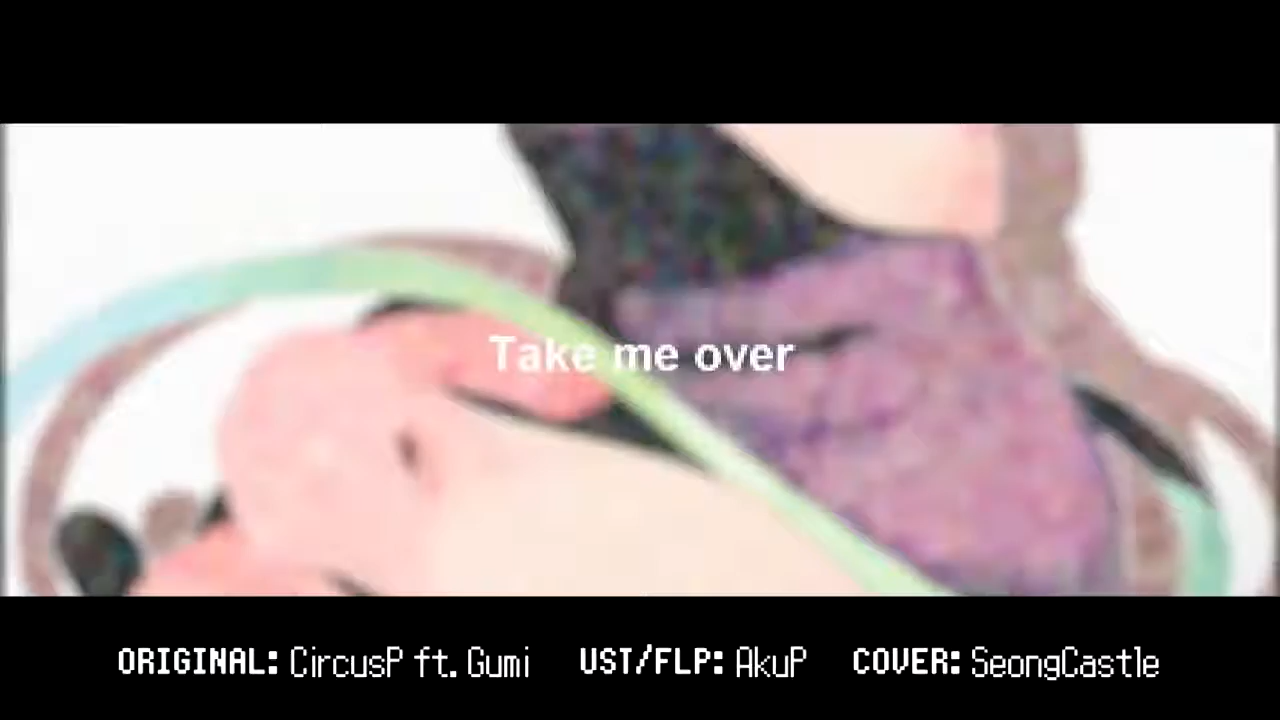 Take me over
ORIGINAL: CircusP ft. Gumi UST/FLP: AkuP COVER: SeongCastle